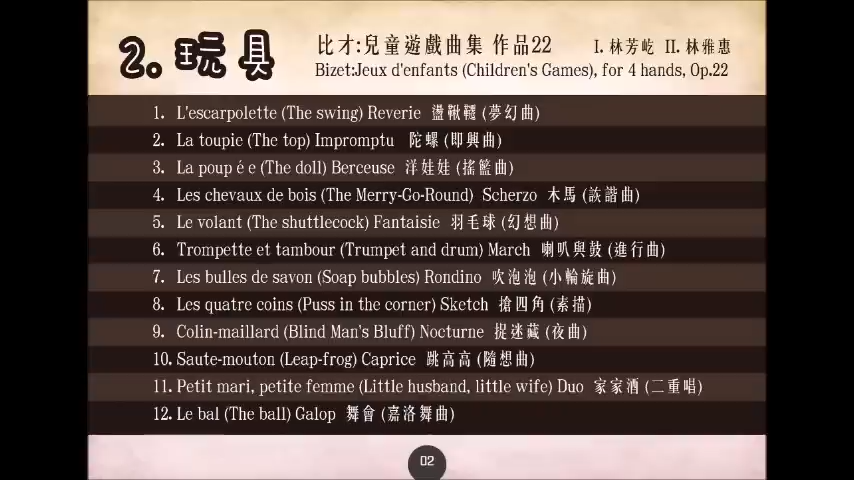 2. 玩具
比才:兒童遊戲曲集 作品22 I. 林芳屹 II. 林雅惠
Bizet:Jeux d'enfants (Children's Games), for 4 hands, Op.22
1. L'escarpolette (The swing) Reverie 盪鞦韆 (夢幻曲)
2. La toupie (The top) Impromptu 陀螺 (即興曲)
3. La poup é e (The doll) Berceuse 洋娃娃 (搖籃曲)
4. Les chevaux de bois (The Merry-Go-Round) Scherzo 木馬 (詼諧曲)
5. Le volant (The shuttlecock) Fantaisie 羽毛球 (幻想曲)
6. Trompette et tambour (Trumpet and drum) March 喇叭與鼓 (進行曲)
7. Les bulles de savon (Soap bubbles) Rondino 吹泡泡 (小輪旋曲)
8. Les quatre coins (Puss in the corner) Sketch 搶四角 (素描)
9. Colin-maillard (Blind Man's Bluff) Nocturne 捉迷藏 (夜曲)
10. Saute-mouton (Leap-frog) Caprice 跳高高 (隨想曲)
11. Petit mari, petite femme (Little husband, little wife) Duo 家家酒 (二重唱)
12. Le bal (The ball) Galop 舞會 (嘉洛舞曲)
02